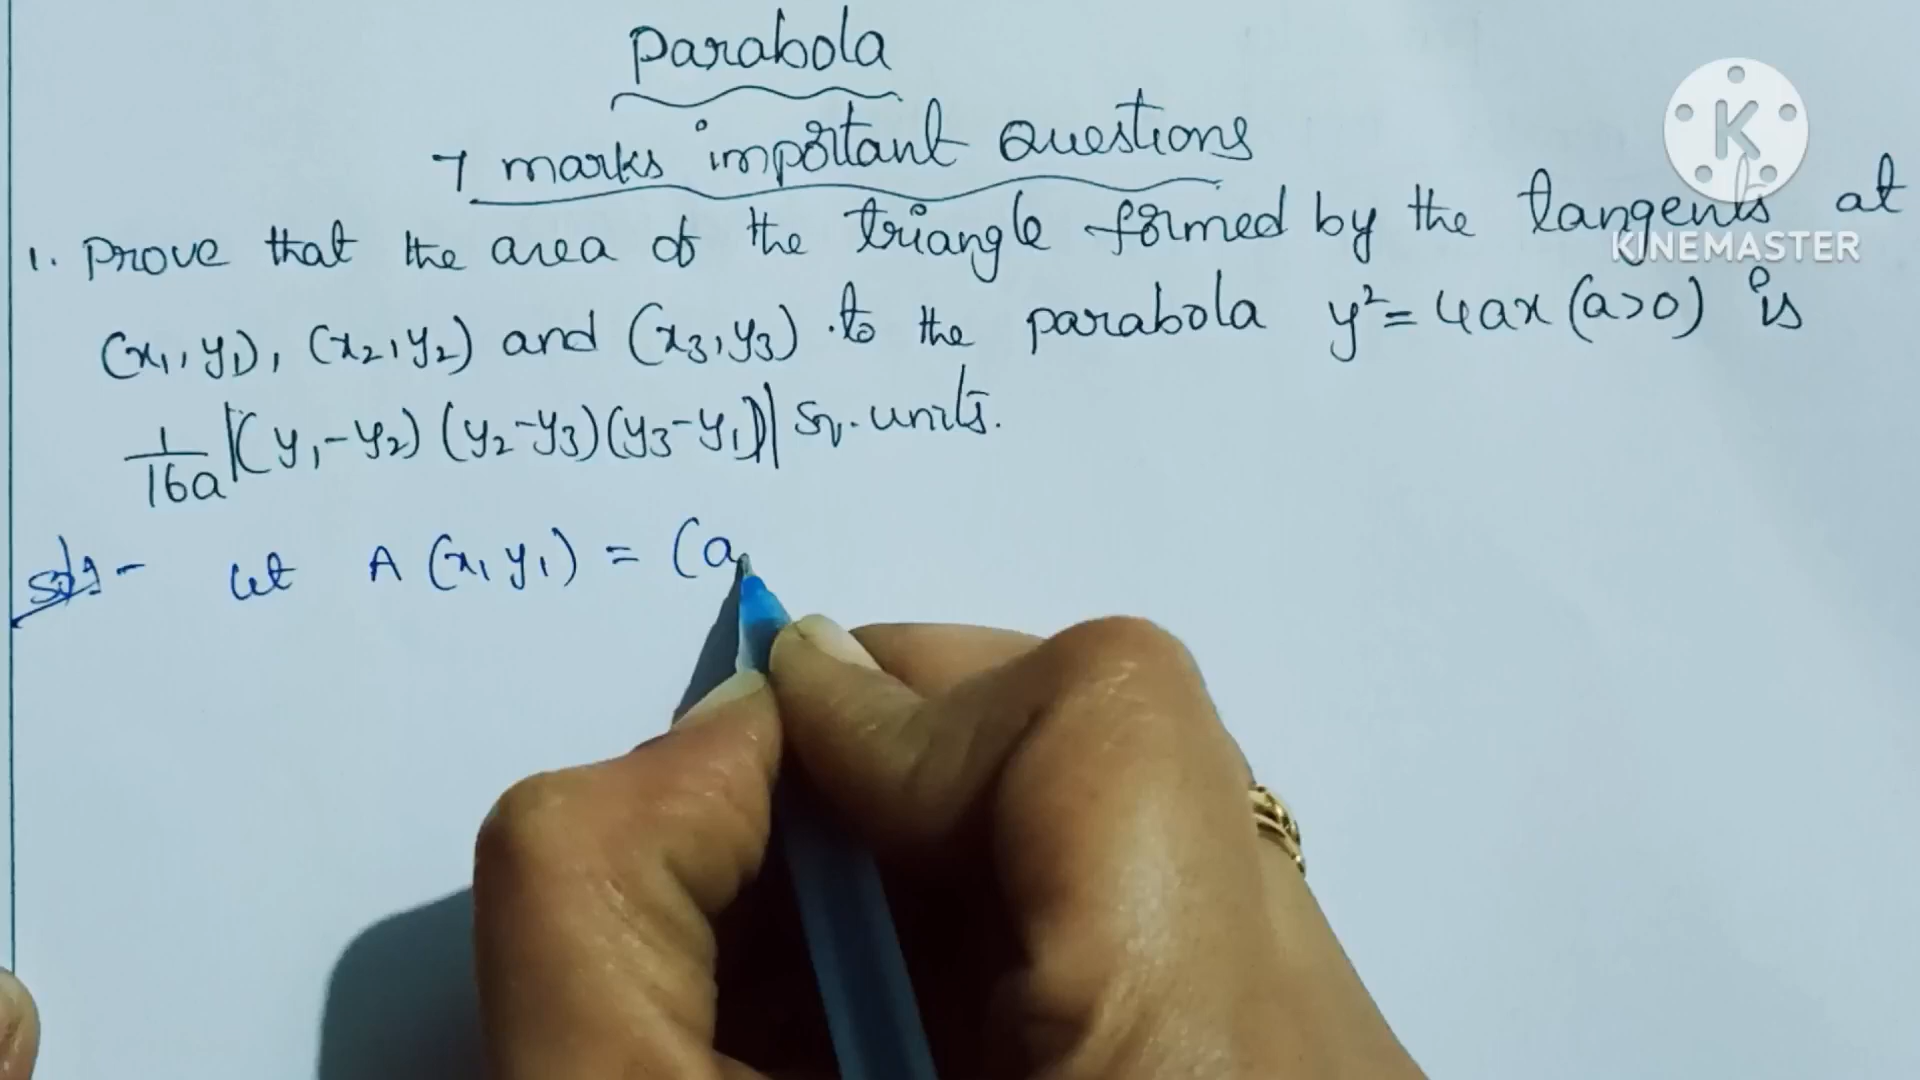 Parabola
7 marks important Questions
1. Prove that the area of the triangle formed by the tangents at
(x₁, y₁), (x₂, y₂) and (x₃, y₃) to the parabola y² = 4ax (a>0) is
1/16a |(y₁-y₂) (y₂-y₃)(y₃-y₁)| sq. units.
Sol:- let A (x₁ y₁) = (a
K
KINEMASTER